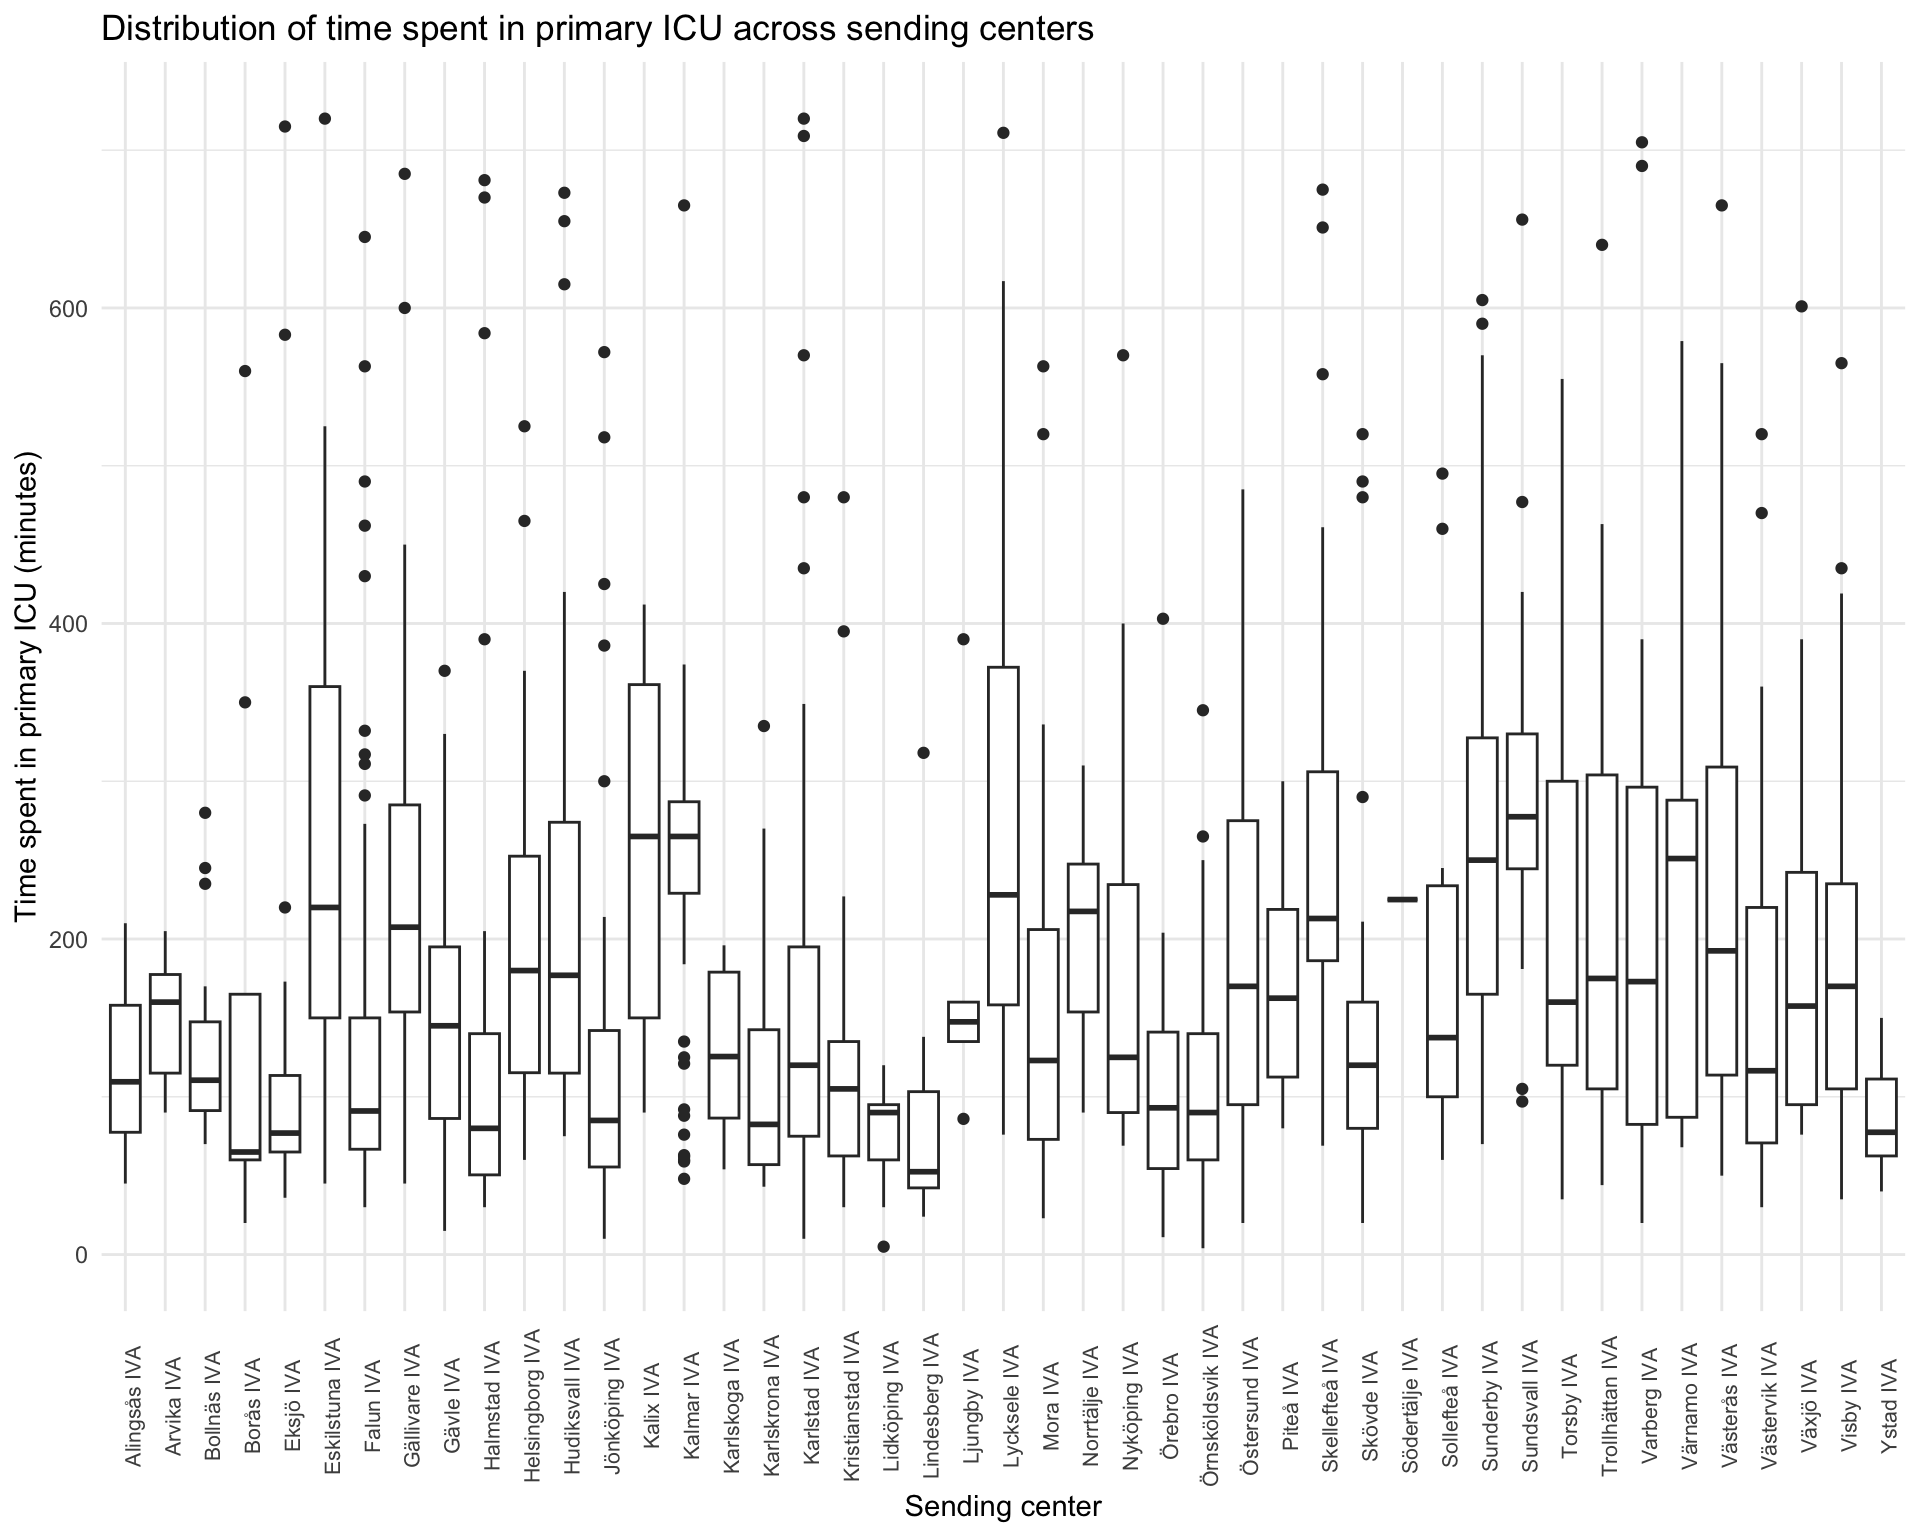 Distribution of time spent in primary ICU across sending centers
Time spent in primary ICU (minutes)
600
400
200
0
Alingsås IVA
Arvika IVA
Bollnäs IVA
Borås IVA
Eksjö IVA
Eskilstuna IVA
Falun IVA
Gällivare IVA
Gävle IVA
Halmstad IVA
Helsingborg IVA
Hudiksvall IVA
Jönköping IVA
Kalix IVA
Kalmar IVA
Karlskoga IVA
Karlskrona IVA
Karlstad IVA
Kristianstad IVA
Lidköping IVA
Lindesberg IVA
Ljungby IVA
Lycksele IVA
Mora IVA
Norrtälje IVA
Nyköping IVA
Örebro IVA
Örnsköldsvik IVA
Östersund IVA
Piteå IVA
Skellefteå IVA
Skövde IVA
Södertälje IVA
Sollefteå IVA
Sunderby IVA
Sundsvall IVA
Torsby IVA
Trollhättan IVA
Varberg IVA
Värnamo IVA
Västerås IVA
Västervik IVA
Växjö IVA
Visby IVA
Ystad IVA
Sending center